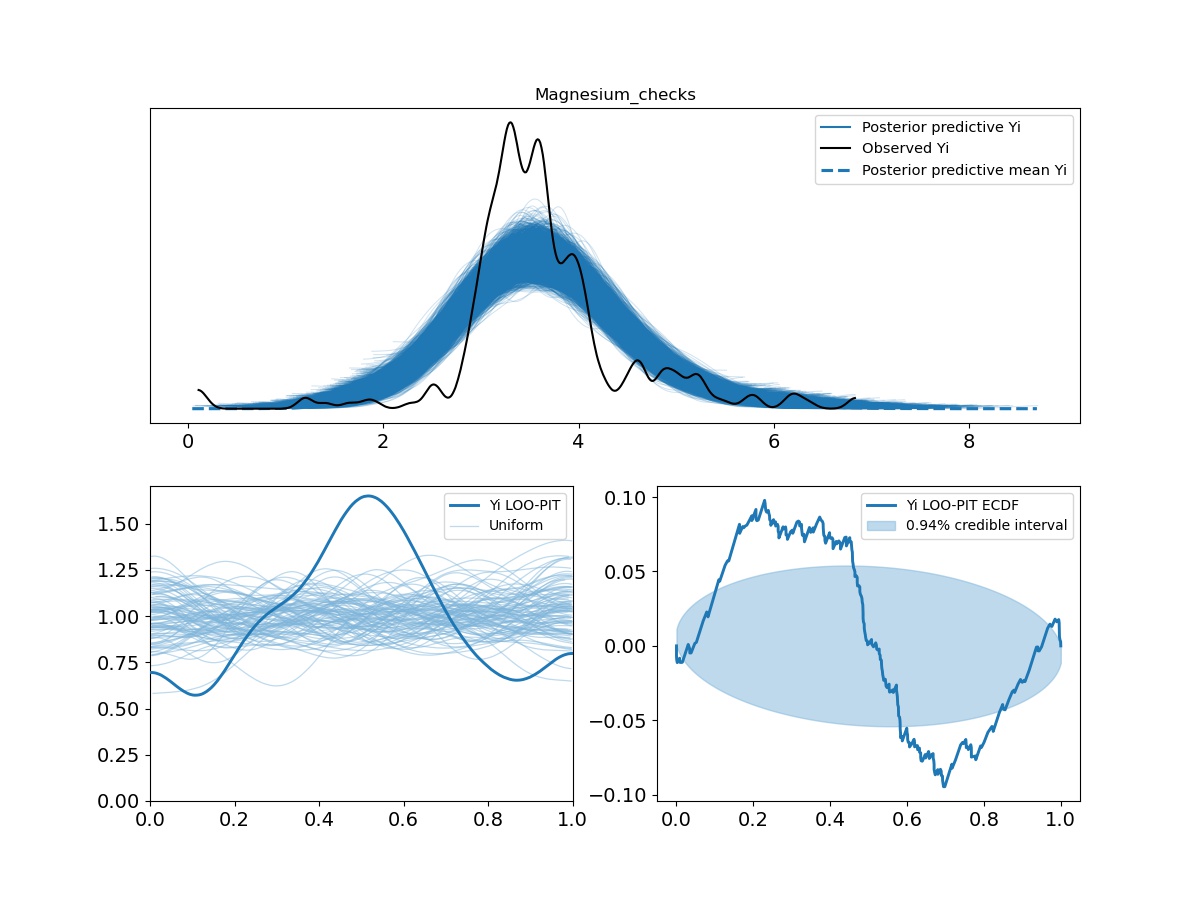 Magnesium_checks
Posterior predictive Yi
Observed Yi
Posterior predictive mean Yi
0 2 4 6 8
Yi LOO-PIT
Uniform
1.50
1.25
1.00
0.75
0.50
0.25
0.00
0.0 0.2 0.4 0.6 0.8 1.0
Yi LOO-PIT ECDF
0.94% credible interval
0.10
0.05
0.00
−0.05
−0.10
0.0 0.2 0.4 0.6 0.8 1.0